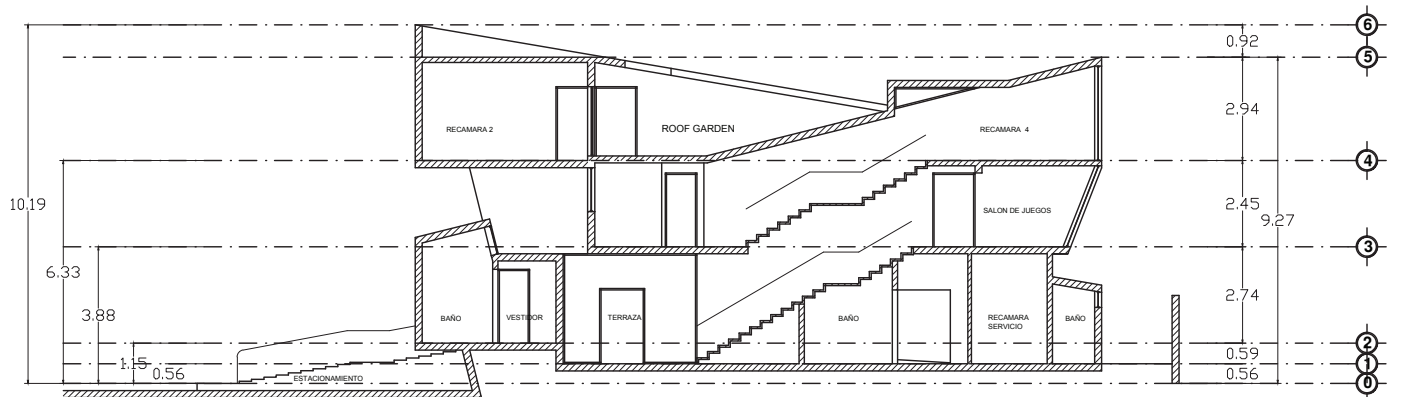 6
0.92
5
RECAMARA 2
ROOF GARDEN
RECAMARA 4
2.94
4
10.19
SALON DE JUEGOS
2.45
9.27
3
6.33
3.88
BAÑO
VESTIDOR
TERRAZA
BAÑO
RECAMARA
SERVICIO
BAÑO
2.74
2
1.15
0.59
1
0.56
ESTACIONAMIENTO
0.56
0